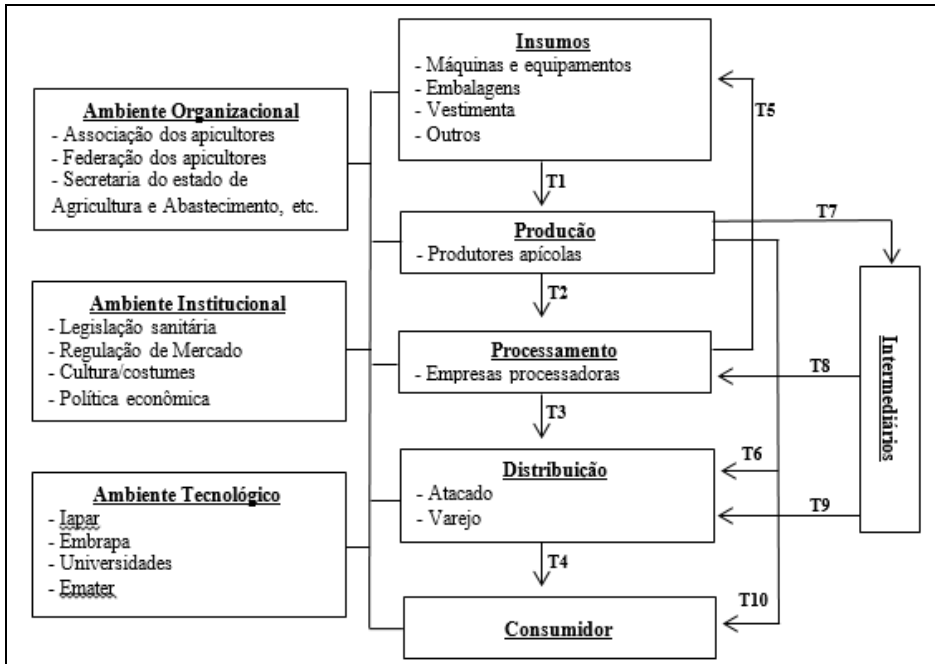 Insumos
- Máquinas e equipamentos
- Embalagens
- Vestimenta
- Outros
Ambiente Organizacional
- Associação dos apicultores
- Federação dos apicultores
- Secretaria do estado de
Agricultura e Abastecimento, etc.
T5
T1
T7
Produção
- Produtores apícolas
T2
Ambiente Institucional
- Legislação sanitária
- Regulação de Mercado
- Cultura/costumes
- Política econômica
Processamento
- Empresas processadoras
T8
Intermediários
T3
Distribuição
- Atacado
- Varejo
T6
T9
Ambiente Tecnológico
- Iapar
- Embrapa
- Universidades
- Emater
T4
T10
Consumidor